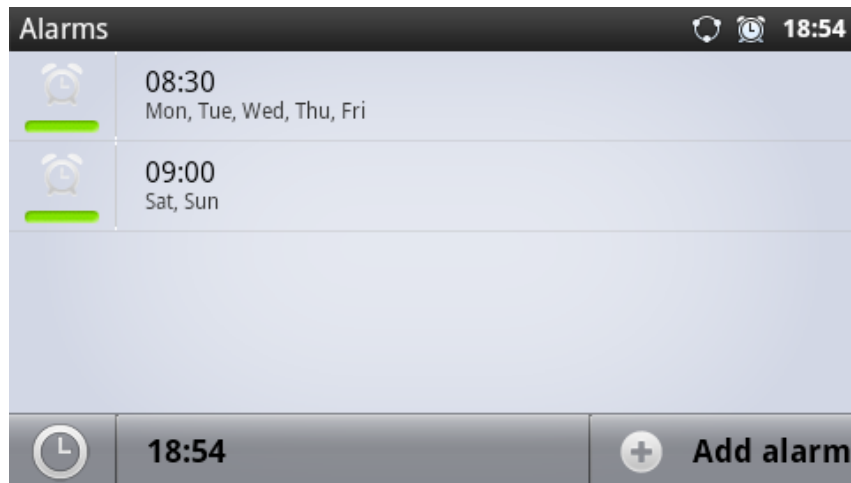 Alarms 18:54
08:30
Mon, Tue, Wed, Thu, Fri
09:00
Sat, Sun
18:54 Add alarm